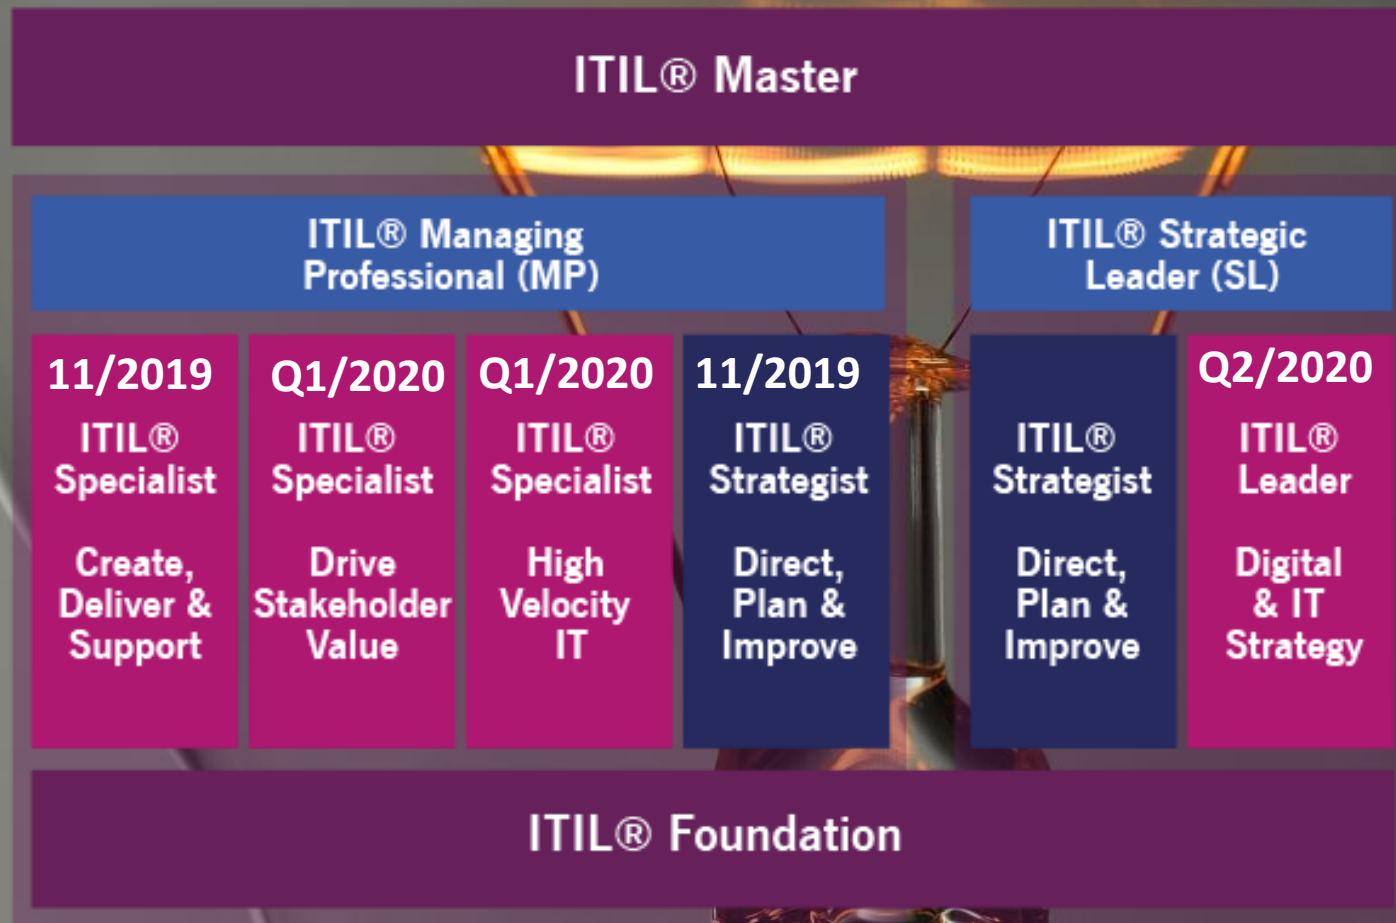 ITIL® Master
ITIL® Managing
Professional (MP)
ITIL® Strategic
Leader (SL)
11/2019
ITIL®
Specialist
Create,
Deliver &
Support
Q1/2020
ITIL®
Specialist
Drive
Stakeholder
Value
Q1/2020
ITIL®
Specialist
High
Velocity
IT
11/2019
ITIL®
Strategist
Direct,
Plan &
Improve
ITIL®
Strategist
Direct,
Plan &
Improve
Q2/2020
ITIL®
Leader
Digital
& IT
Strategy
ITIL® Foundation